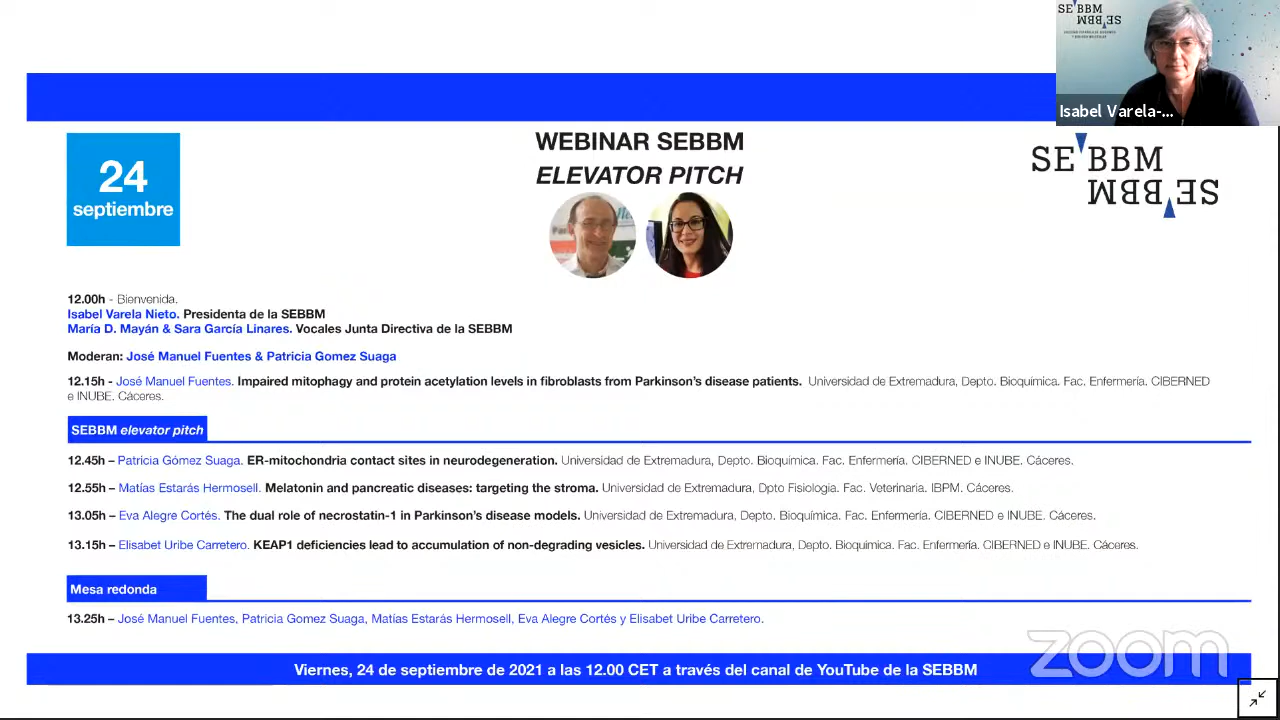 SEBBM
SEBBM
Isabel Varela-...
WEBINAR SEBBM
ELEVATOR PITCH
24
septiembre
SEBBM
SEBBM
12.00h - Bienvenida.
Isabel Varela Nieto. Presidenta de la SEBBM
María D. Mayán & Sara García Linares. Vocales Junta Directiva de la SEBBM
Moderan: José Manuel Fuentes & Patricia Gomez Suaga
12.15h - José Manuel Fuentes. Impaired mitophagy and protein acetylation levels in fibroblasts from Parkinson's disease patients. Universidad de Extremadura, Depto. Bioquímica. Fac. Enfermería. CIBERNED
e INUBE. Cáceres.
SEBBM elevator pitch
12.45h – Patricia Gómez Suaga. ER-mitochondria contact sites in neurodegeneration. Universidad de Extremadura, Depto. Bioquímica. Fac. Enfermería. CIBERNED e INUBE. Cáceres.
12.55h – Matías Estarás Hermosell. Melatonin and pancreatic diseases: targeting the stroma. Universidad de Extremadura, Dpto Fisiologia. Fac. Veterinaria. IBPM. Cáceres.
13.05h – Eva Alegre Cortés. The dual role of necrostatin-1 in Parkinson's disease models. Universidad de Extremadura, Depto. Bioquímica. Fac. Enfermería. CIBERNED e INUBE. Cáceres.
13.15h – Elisabet Uribe Carretero. KEAP1 deficiencies lead to accumulation of non-degrading vesicles. Universidad de Extremadura, Depto. Bioquímica. Fac. Enfermería. CIBERNED e INUBE. Cáceres.
Mesa redonda
13.25h – José Manuel Fuentes, Patricia Gomez Suaga, Matías Estarás Hermosell, Eva Alegre Cortés y Elisabet Uribe Carretero.
zoom
Viernes, 24 de septiembre de 2021 a las 12.00 CET a través del canal de YouTube de la SEBBM